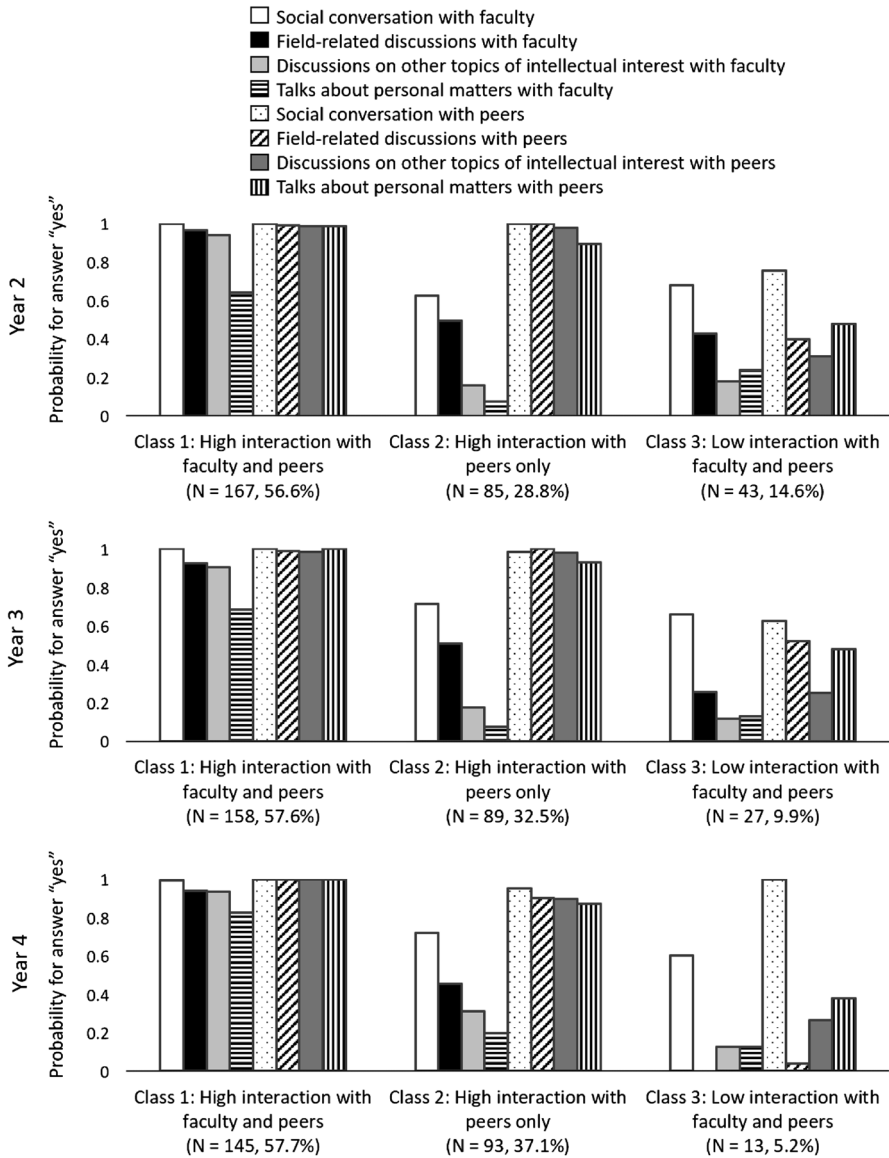 Social conversation with faculty
Field-related discussions with faculty
Discussions on other topics of intellectual interest with faculty
Talks about personal matters with faculty
Social conversation with peers
Field-related discussions with peers
Discussions on other topics of intellectual interest with peers
Talks about personal matters with peers
Year 2
Probability for answer “yes”
1
0.8
0.6
0.4
0.2
0
Class 1: High interaction with
faculty and peers
(N = 167, 56.6%)
Class 2: High interaction with
peers only
(N = 85, 28.8%)
Class 3: Low interaction with
faculty and peers
(N = 43, 14.6%)
Year 3
Probability for answer “yes”
1
0.8
0.6
0.4
0.2
0
Class 1: High interaction with
faculty and peers
(N = 158, 57.6%)
Class 2: High interaction with
peers only
(N = 89, 32.5%)
Class 3: Low interaction with
faculty and peers
(N = 27, 9.9%)
Year 4
Probability for answer “yes”
1
0.8
0.6
0.4
0.2
0
Class 1: High interaction with
faculty and peers
(N = 145, 57.7%)
Class 2: High interaction with
peers only
(N = 93, 37.1%)
Class 3: Low interaction with
faculty and peers
(N = 13, 5.2%)